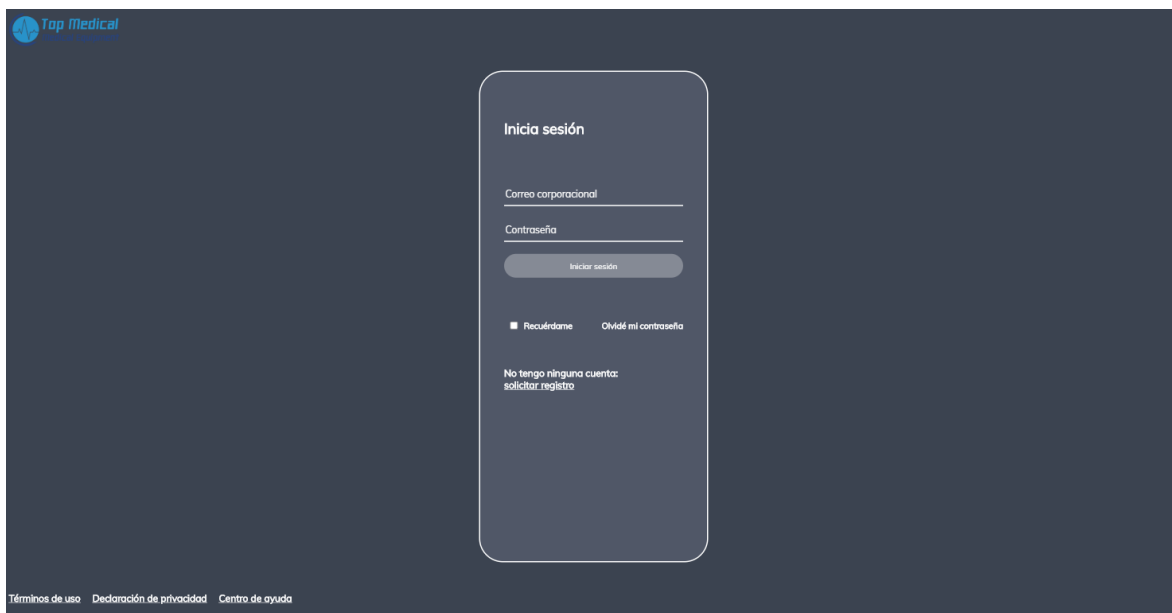 Top Medical
Inicia sesión
Correo corporacional
Contraseña
Iniciar sesión
Recuérdame Olvidé mi contraseña
No tengo ninguna cuenta:
solicitar registro
Términos de uso Declaración de privacidad Centro de ayuda